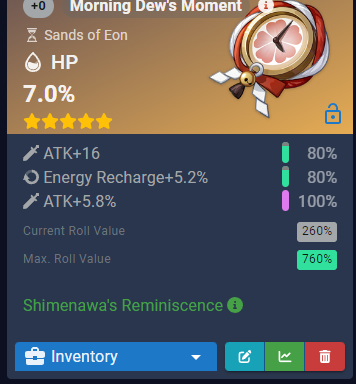 +0 Morning Dew's Moment
Sands of Eon
HP
7.0%
ATK+16 80%
Energy Recharge+5.2% 80%
ATK+5.8% 100%
Current Roll Value 260%
Max. Roll Value 760%
Shimenawa's Reminiscence
Inventory